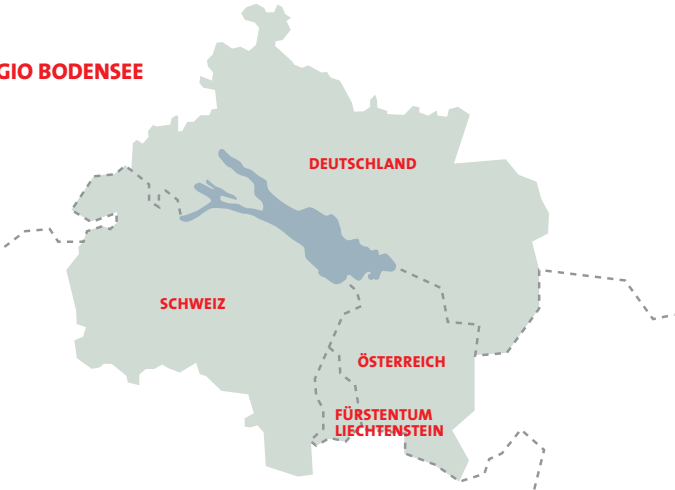 GIO BODENSEE
DEUTSCHLAND
SCHWEIZ
ÖSTERREICH
FÜRSTENTUM
LIECHTENSTEIN